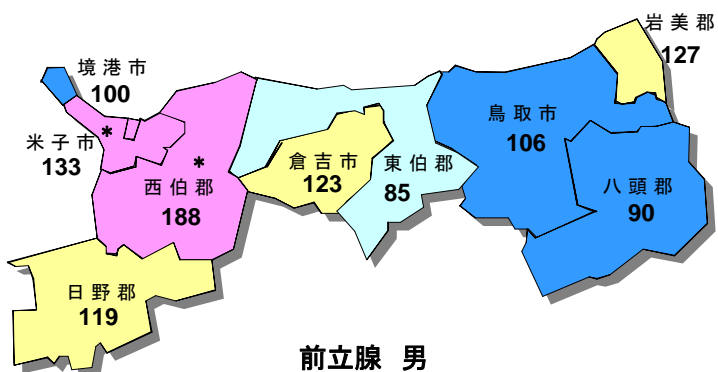 岩美郡
127
境港市
100
鳥取市
106
米子市
133
*
*
倉吉市
123
東伯郡
85
西伯郡
188
八頭郡
90
日野郡
119
前立腺 男